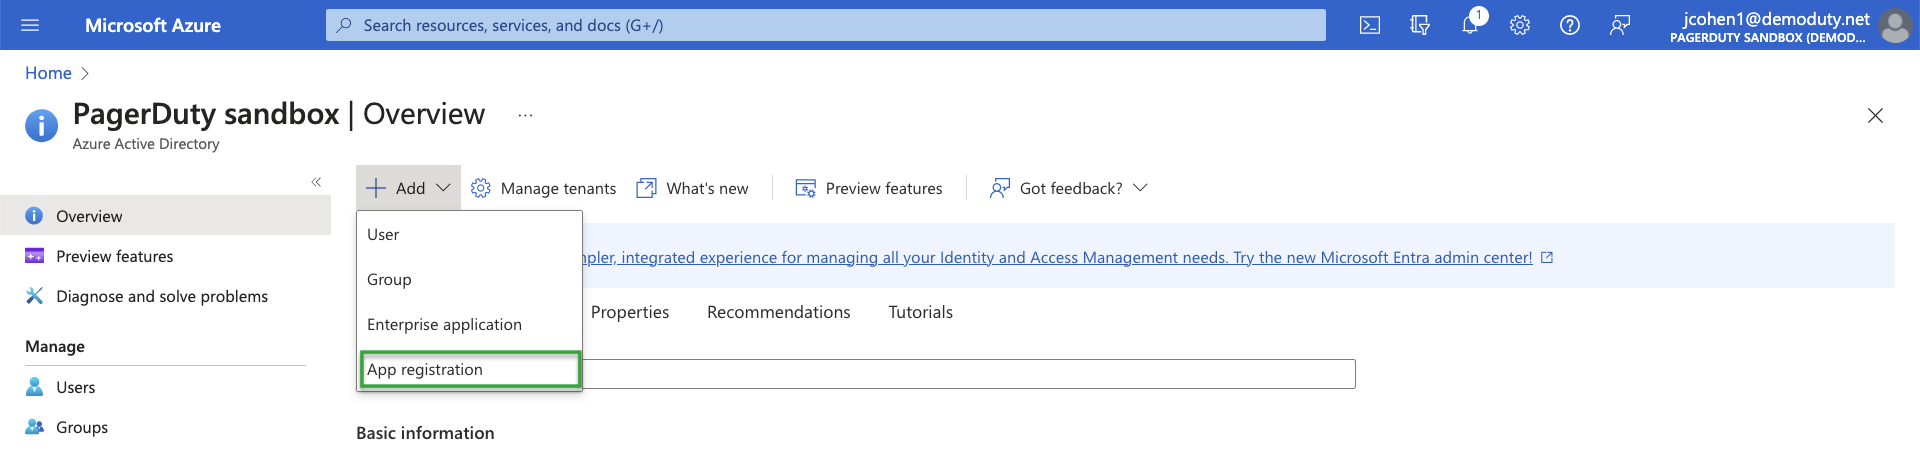 Microsoft Azure
Search resources, services, and docs (G+/)
1
jcohen1@demoduty.net
PAGERDUTY SANDBOX (DEMOD...
Home
PagerDuty sandbox | Overview ...
Azure Active Directory
Add
Manage tenants
What's new
Preview features
Got feedback?
Overview
Preview features
Diagnose and solve problems
Manage
Users
Groups
User
Group
Enterprise application
App registration
integrated experience for managing all your Identity and Access Management needs. Try the new Microsoft Entra admin center!
Properties
Recommendations
Tutorials
Basic information